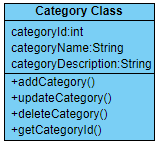 Category Class
categoryId:int
categoryName:String
categoryDescription:String
+addCategory()
+updateCategory()
+deleteCategory()
+getCategoryId()